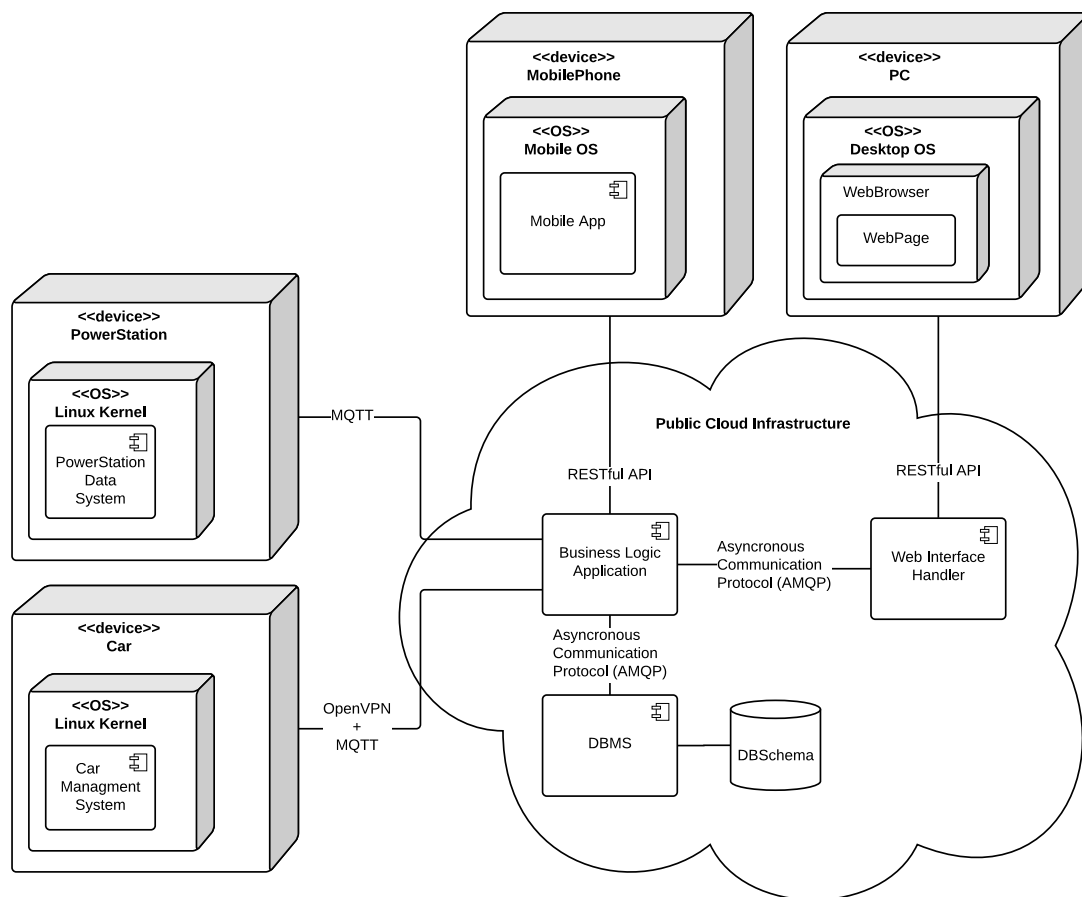 <<device>>
MobilePhone
<<OS>>
Mobile OS
Mobile App
<<device>>
PC
<<OS>>
Desktop OS
WebBrowser
WebPage
<<device>>
PowerStation
<<OS>>
Linux Kernel
PowerStation
Data
System
MQTT
Public Cloud Infrastructure
RESTful API
RESTful API
Business Logic
Application
Asyncronous
Communication
Protocol (AMQP)
Web Interface
Handler
<<device>>
Car
<<OS>>
Linux Kernel
Car
Managment
System
OpenVPN
+
MQTT
Asyncronous
Communication
Protocol (AMQP)
DBMS
DBSchema